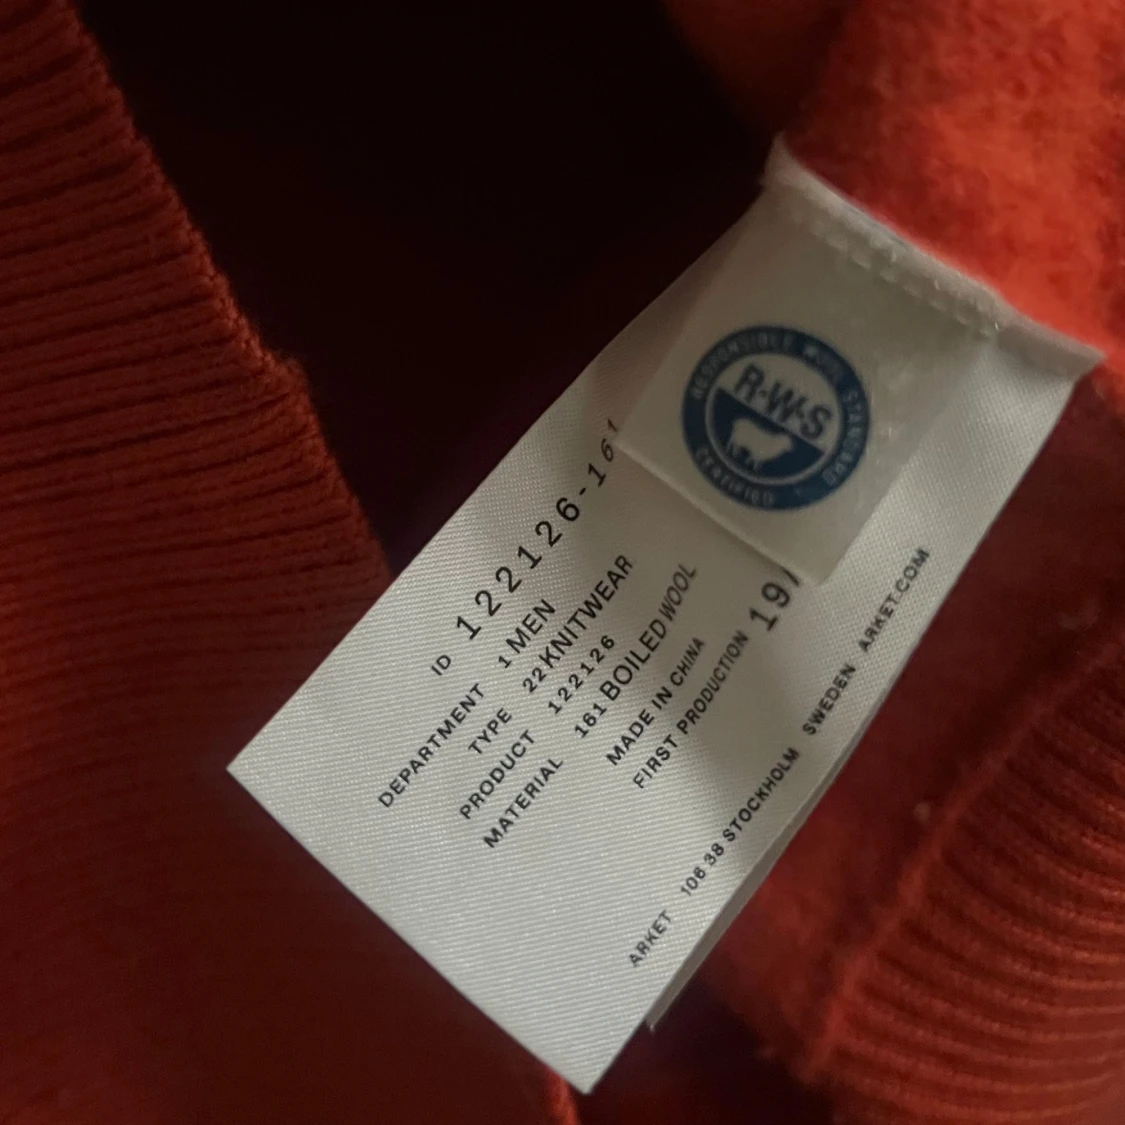 RESPONSIBLE WOOL STANDARD
R·W·S
CERTIFIED
ID 122126-161
DEPARTMENT 1 MEN
TYPE 22 KNITWEAR
PRODUCT 122126
MATERIAL 161 BOILED WOOL
MADE IN CHINA
FIRST PRODUCTION 19/
ARKET 106 38 STOCKHOLM SWEDEN ARKET.COM